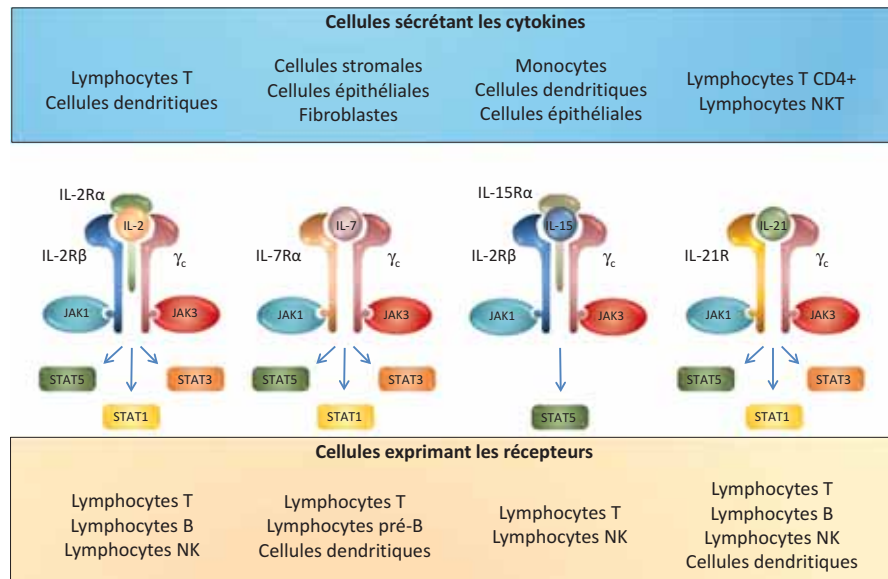 Cellules sécrétant les cytokines
Lymphocytes T
Cellules dendritiques
Cellules stromales
Cellules épithéliales
Fibroblastes
Monocytes
Cellules dendritiques
Cellules épithéliales
Lymphocytes T CD4+
Lymphocytes NKT
IL-2Rα
IL-2
IL-2Rβ
γc
JAK1
JAK3
STAT5
STAT3
STAT1
IL-7
IL-7Rα
γc
JAK1
JAK3
STAT5
STAT3
STAT1
IL-15Rα
IL-15
IL-2Rβ
γc
JAK1
JAK3
STAT5
IL-21
IL-21R
γc
JAK1
JAK3
STAT5
STAT3
STAT1
Cellules exprimant les récepteurs
Lymphocytes T
Lymphocytes B
Lymphocytes NK
Lymphocytes T
Lymphocytes pré-B
Cellules dendritiques
Lymphocytes T
Lymphocytes NK
Lymphocytes T
Lymphocytes B
Lymphocytes NK
Cellules dendritiques